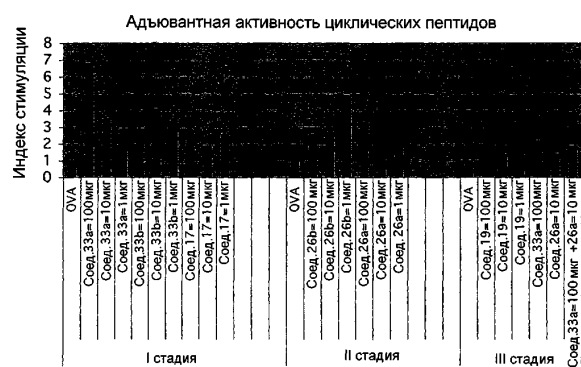 Адъювантная активность циклических пептидов
Индекс стимуляции
8
7
6
5
4
3
2
1
0
OVA
Соед.33a=100мкг
Соед.33a=10мкг
Соед.33a=1мкг
Соед.33b=100мкг
Соед.33b=10мкг
Соед.33b=1мкг
Соед.17=100мкг
Соед.17=10мкг
Соед.17=1мкг
OVA
Соед.26b=100мкг
Соед.26b=10мкг
Соед.26b=1мкг
Соед.26a=100мкг
Соед.26a=10мкг
Соед.26a=1мкг
OVA
Соед.19=100мкг
Соед.19=10мкг
Соед.19=1мкг
Соед.33a=100мкг
Соед.26a=10мкг
Соед.33a=100 мкг +26a=10 мкг
I стадия
II стадия
III стадия